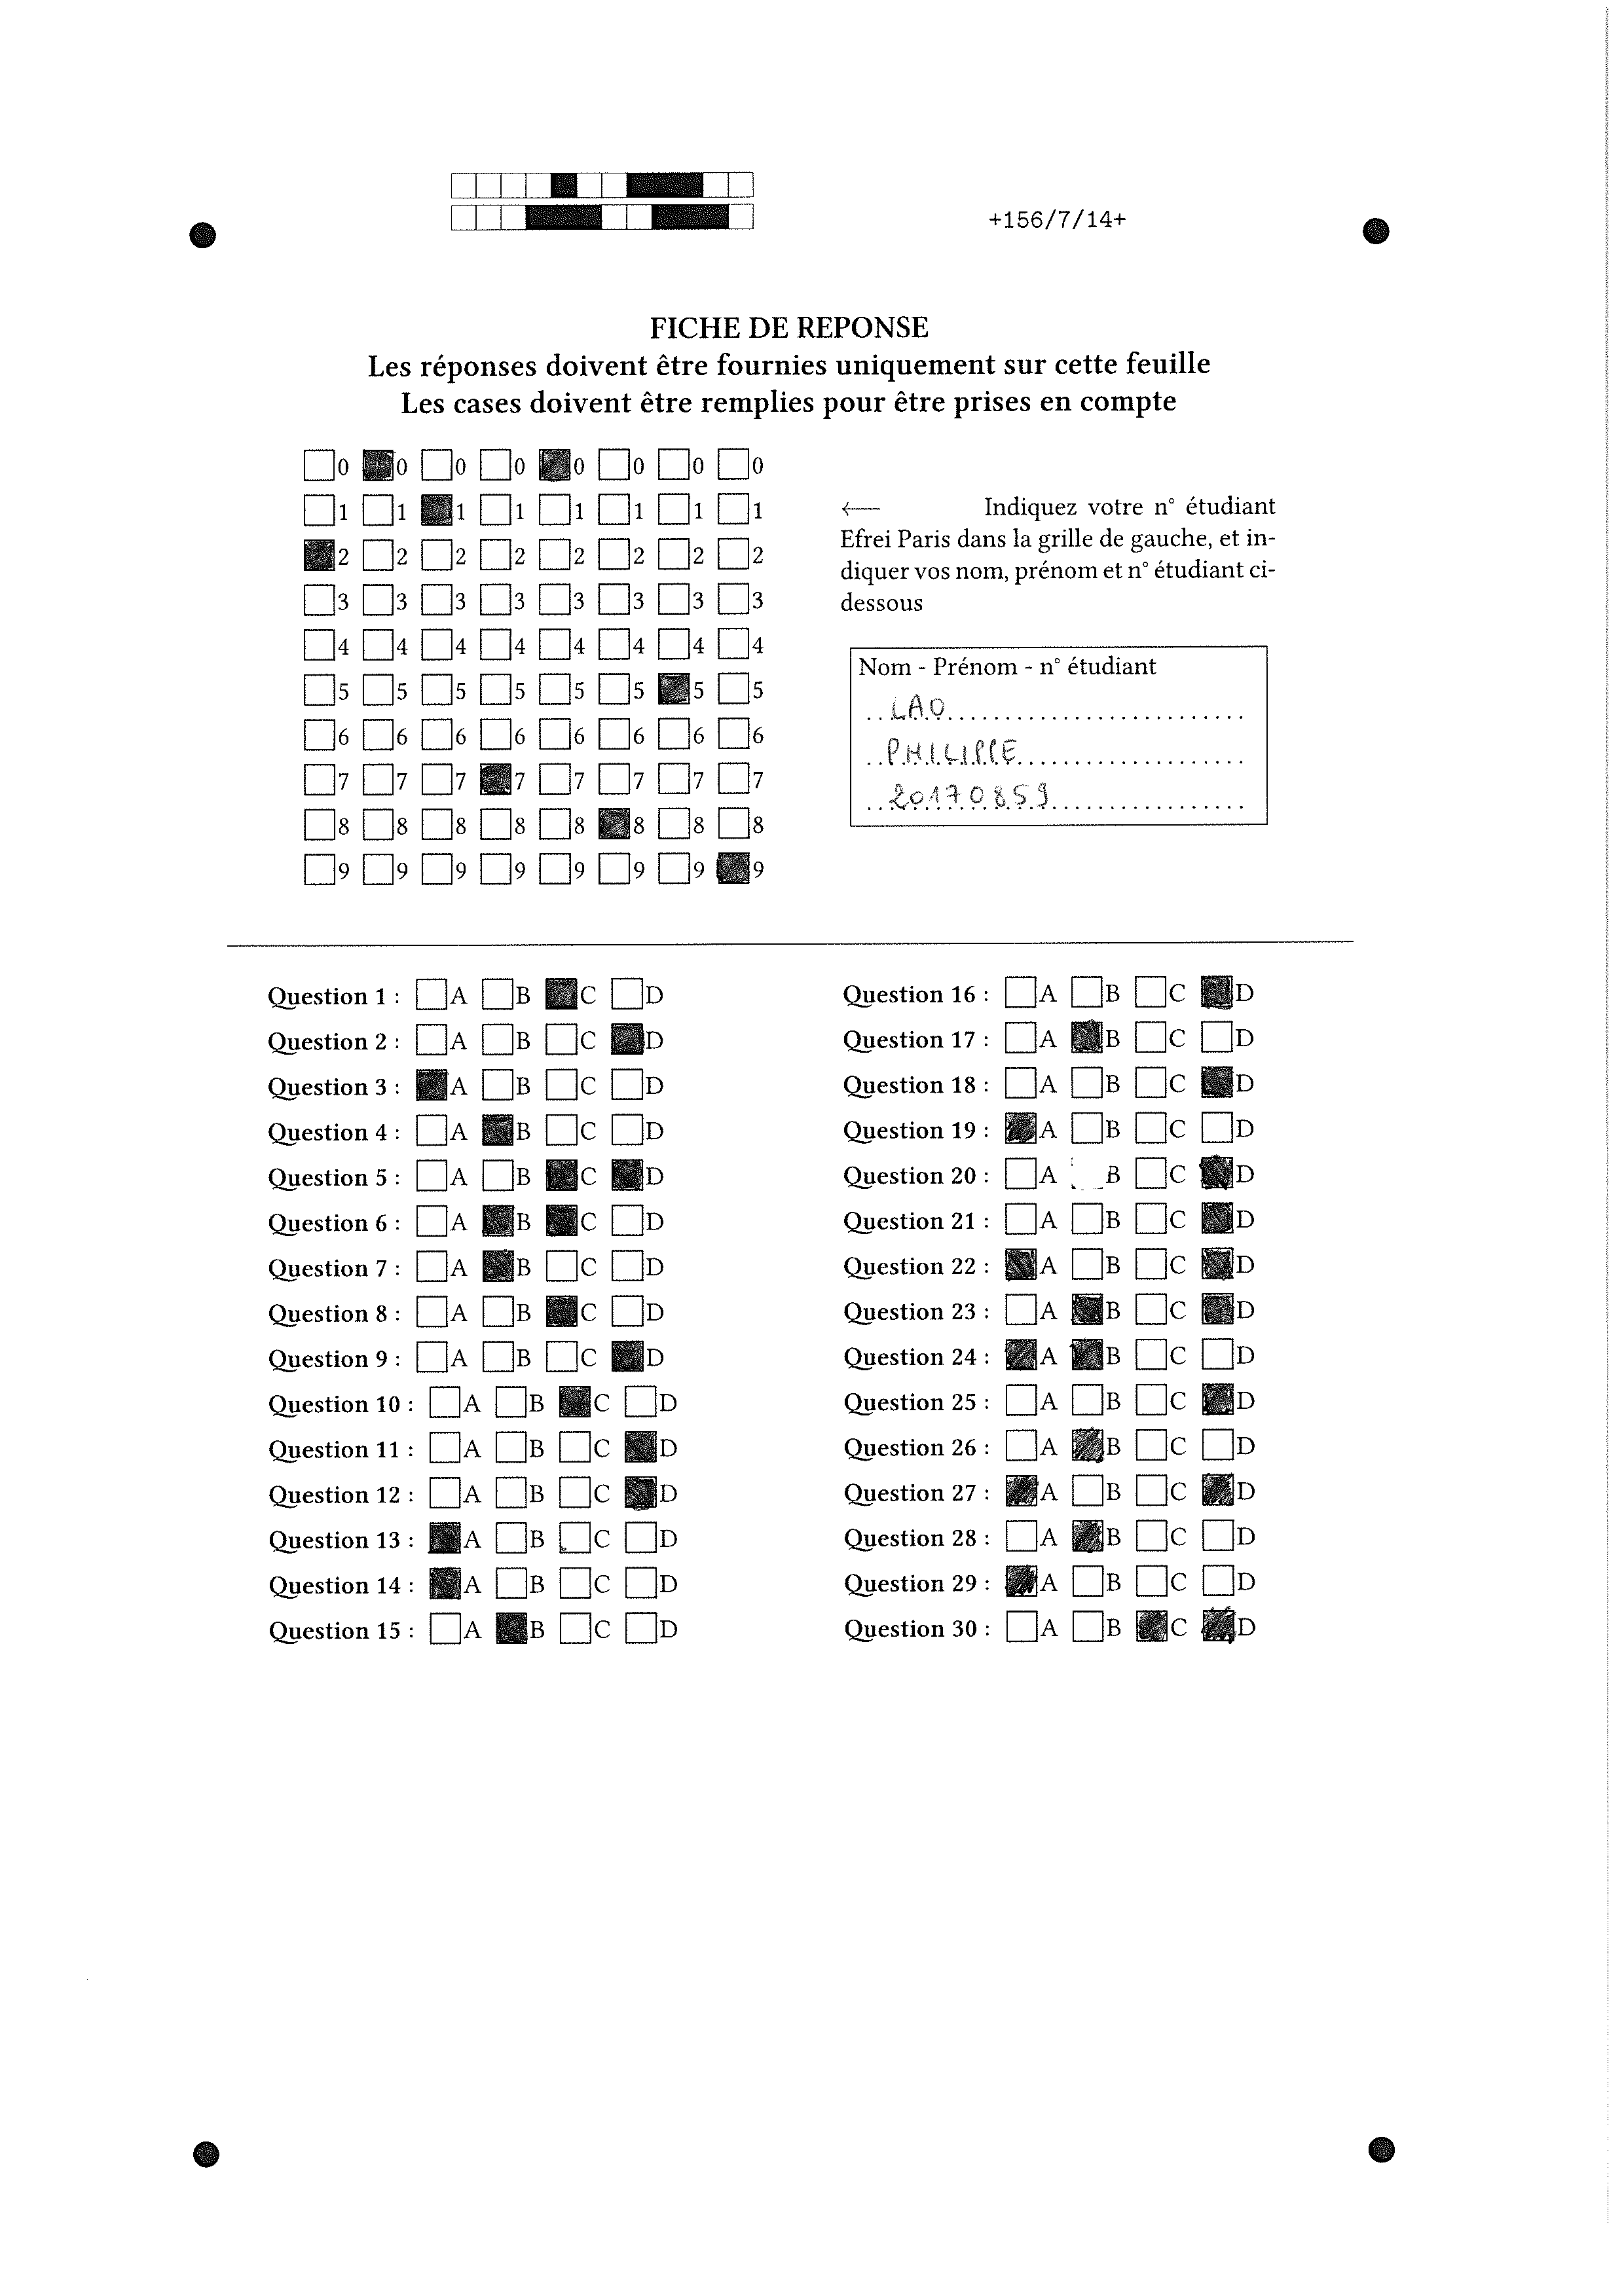 +156/7/14+
FICHE DE REPONSE
Les réponses doivent être fournies uniquement sur cette feuille
Les cases doivent être remplies pour être prises en compte
0 0 0 0 0 0 0 0
1 1 1 1 1 1 1 1
2 2 2 2 2 2 2 2
3 3 3 3 3 3 3 3
4 4 4 4 4 4 4 4
5 5 5 5 5 5 5 5
6 6 6 6 6 6 6 6
7 7 7 7 7 7 7 7
8 8 8 8 8 8 8 8
9 9 9 9 9 9 9 9
← Indiquez votre n° étudiant
Efrei Paris dans la grille de gauche, et in-
diquer vos nom, prénom et n° étudiant ci-
dessous
Nom - Prénom - n° étudiant
LAO
PHILIPPE
20170859
Question 1 : A B C D
Question 2 : A B C D
Question 3 : A B C D
Question 4 : A B C D
Question 5 : A B C D
Question 6 : A B C D
Question 7 : A B C D
Question 8 : A B C D
Question 9 : A B C D
Question 10 : A B C D
Question 11 : A B C D
Question 12 : A B C D
Question 13 : A B C D
Question 14 : A B C D
Question 15 : A B C D
Question 16 : A B C D
Question 17 : A B C D
Question 18 : A B C D
Question 19 : A B C D
Question 20 : A B C D
Question 21 : A B C D
Question 22 : A B C D
Question 23 : A B C D
Question 24 : A B C D
Question 25 : A B C D
Question 26 : A B C D
Question 27 : A B C D
Question 28 : A B C D
Question 29 : A B C D
Question 30 : A B C D